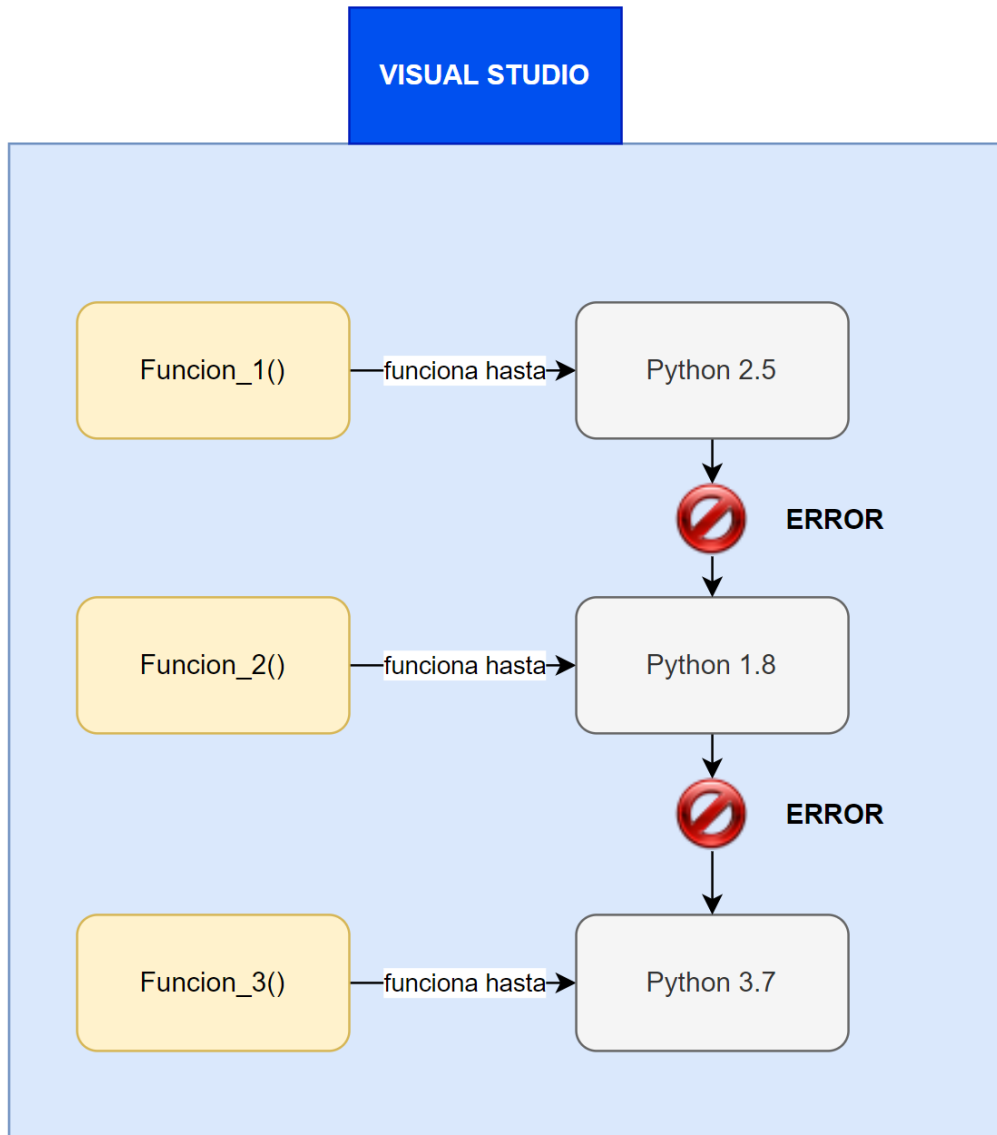 VISUAL STUDIO
Funcion_1()
funciona hasta
Python 2.5
ERROR
Funcion_2()
funciona hasta
Python 1.8
ERROR
Funcion_3()
funciona hasta
Python 3.7